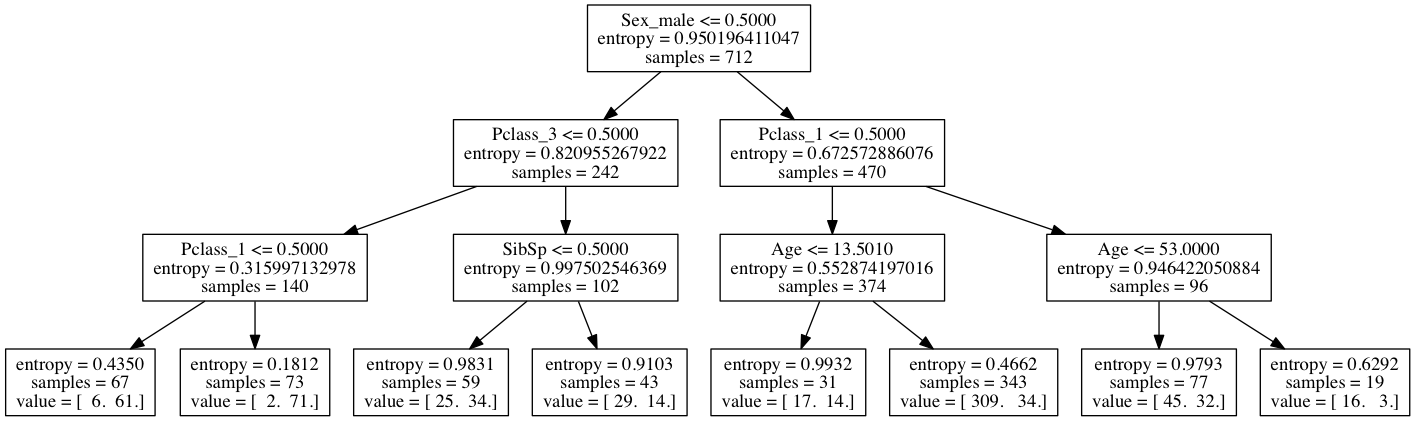 Sex_male <= 0.5000
entropy = 0.950196411047
samples = 712
Pclass_3 <= 0.5000
entropy = 0.820955267922
samples = 242
Pclass_1 <= 0.5000
entropy = 0.672572886076
samples = 470
Pclass_1 <= 0.5000
entropy = 0.315997132978
samples = 140
SibSp <= 0.5000
entropy = 0.997502546369
samples = 102
Age <= 13.5010
entropy = 0.552874197016
samples = 374
Age <= 53.0000
entropy = 0.946422050884
samples = 96
entropy = 0.4350
samples = 67
value = [  6.  61.]
entropy = 0.1812
samples = 73
value = [  2.  71.]
entropy = 0.9831
samples = 59
value = [ 25.  34.]
entropy = 0.9103
samples = 43
value = [ 29.  14.]
entropy = 0.9932
samples = 31
value = [ 17.  14.]
entropy = 0.4662
samples = 343
value = [ 309.   34.]
entropy = 0.9793
samples = 77
value = [ 45.  32.]
entropy = 0.6292
samples = 19
value = [ 16.   3.]